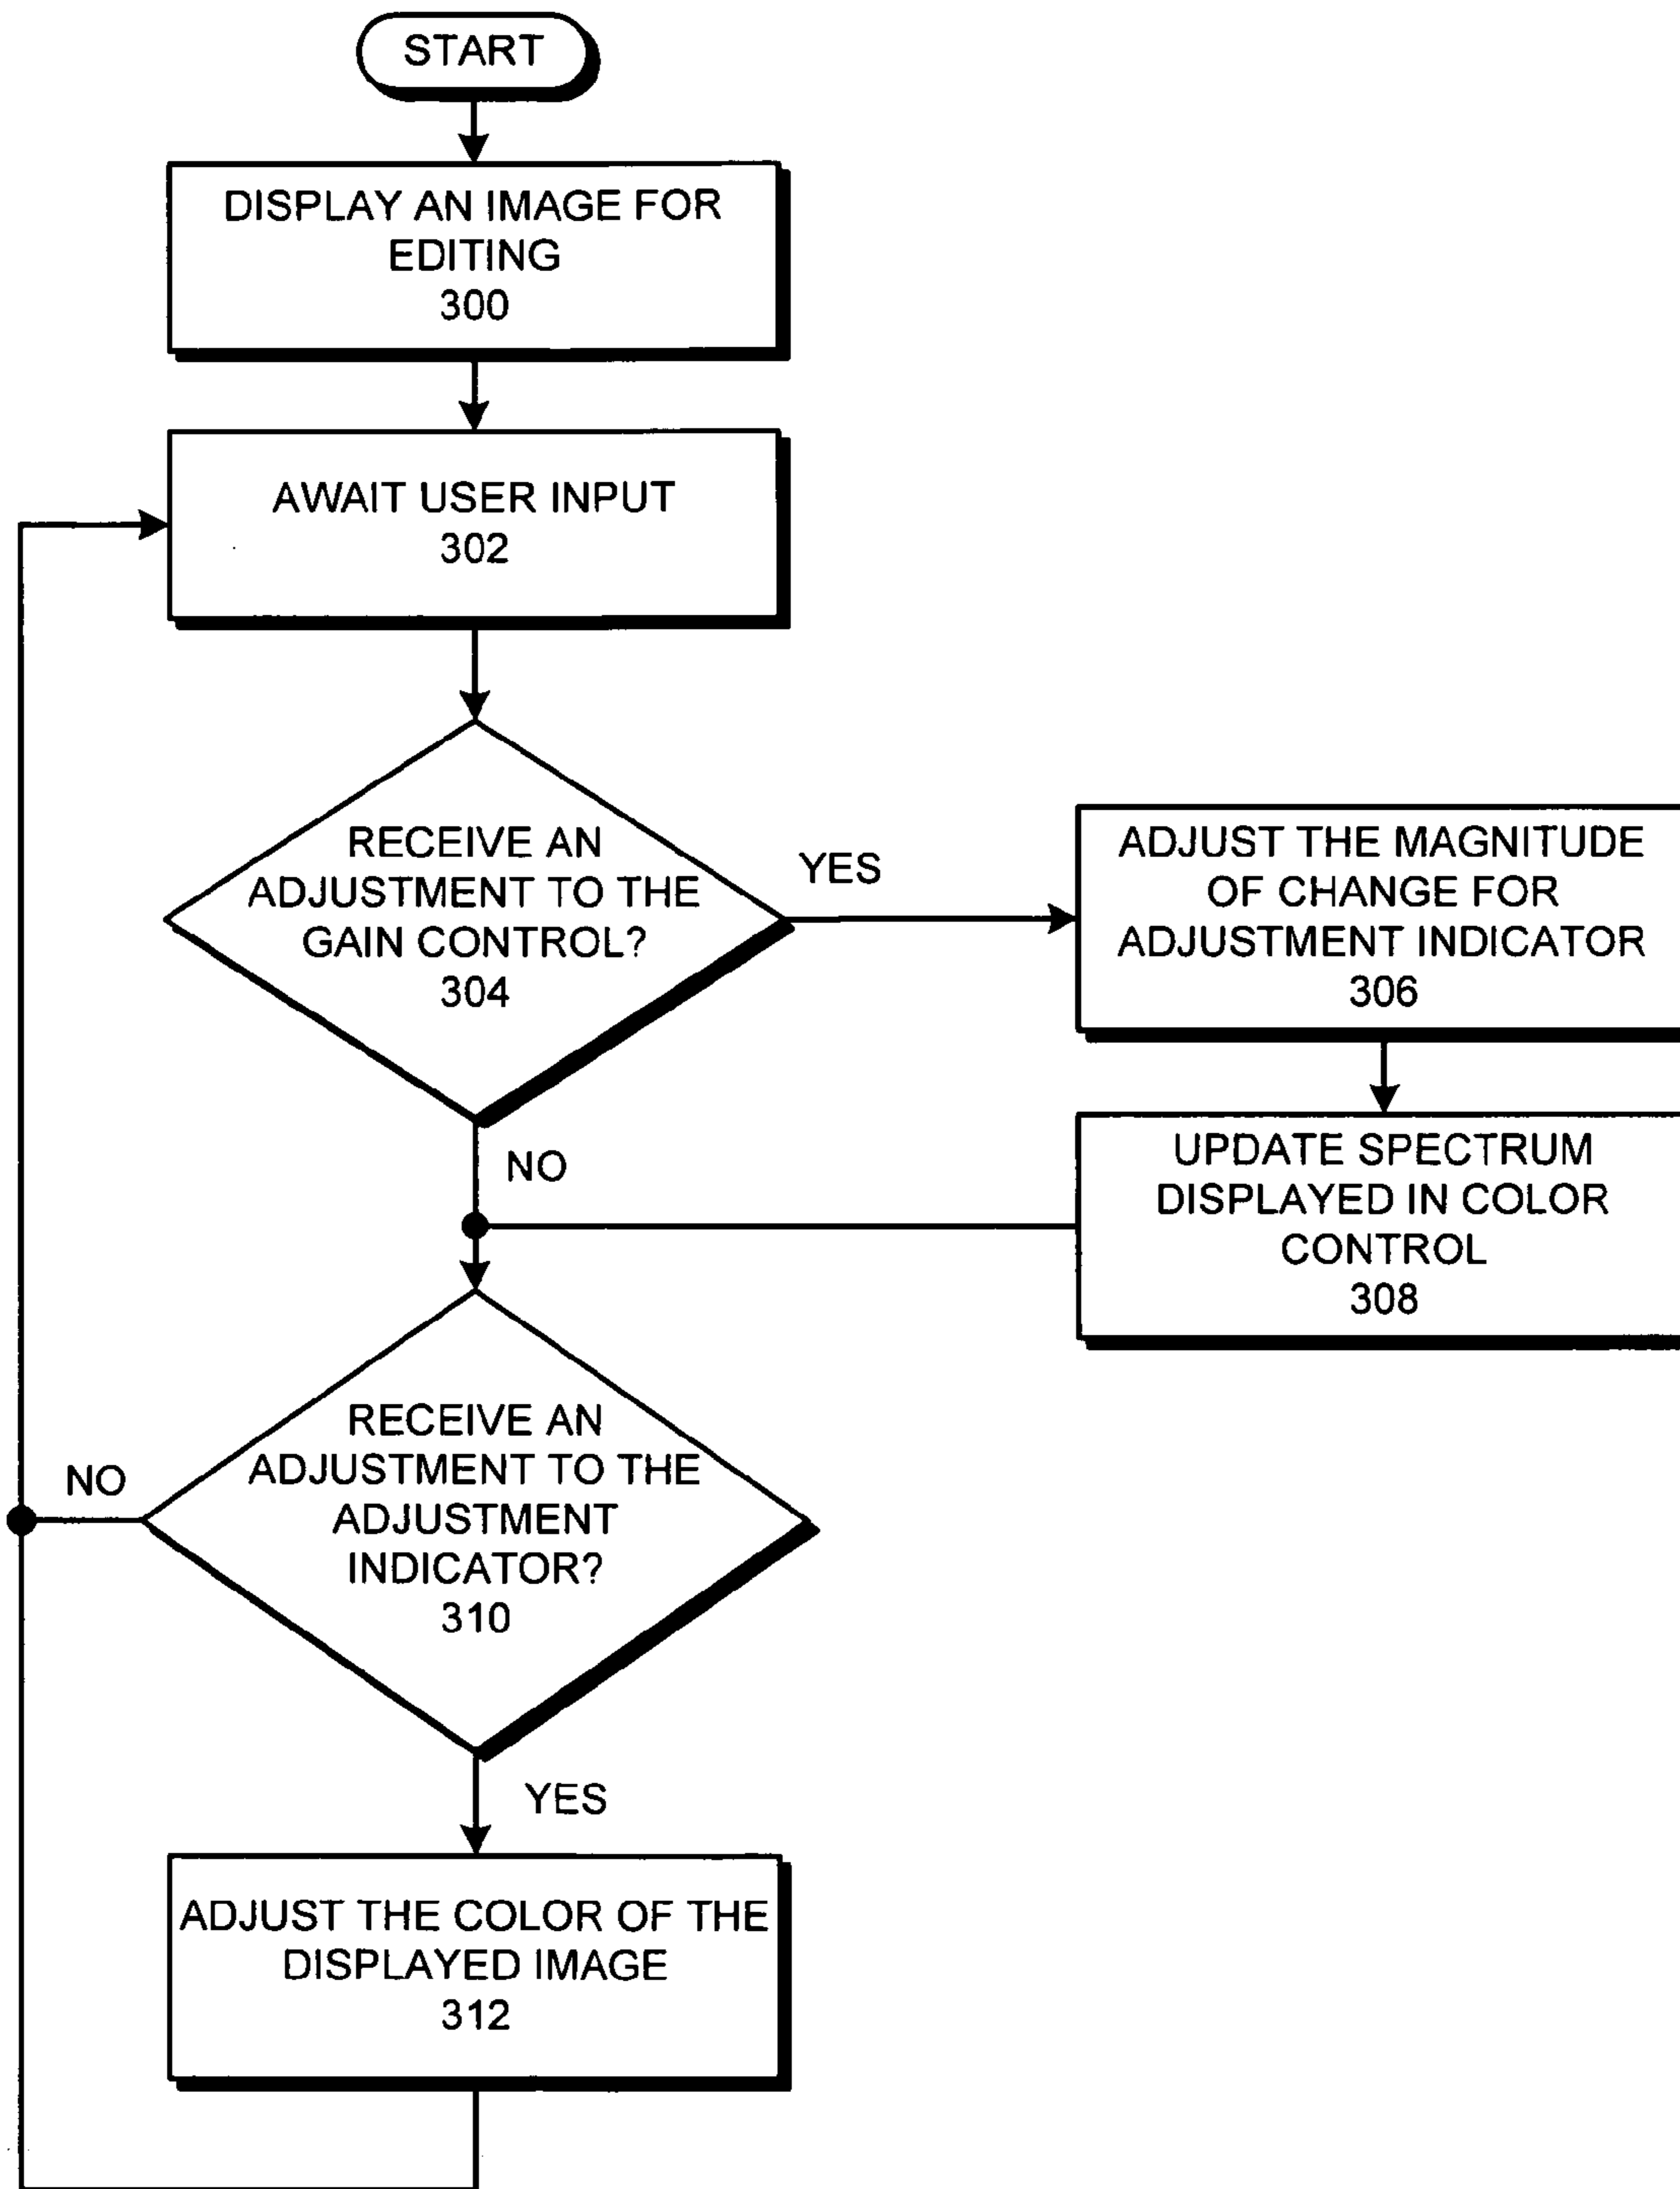 START
DISPLAY AN IMAGE FOR
EDITING
300
AWAIT USER INPUT
302
RECEIVE AN
ADJUSTMENT TO THE
GAIN CONTROL?
304
YES
ADJUST THE MAGNITUDE
OF CHANGE FOR
ADJUSTMENT INDICATOR
306
NO
UPDATE SPECTRUM
DISPLAYED IN COLOR
CONTROL
308
RECEIVE AN
ADJUSTMENT TO THE
ADJUSTMENT
INDICATOR?
310
NO
YES
ADJUST THE COLOR OF THE
DISPLAYED IMAGE
312